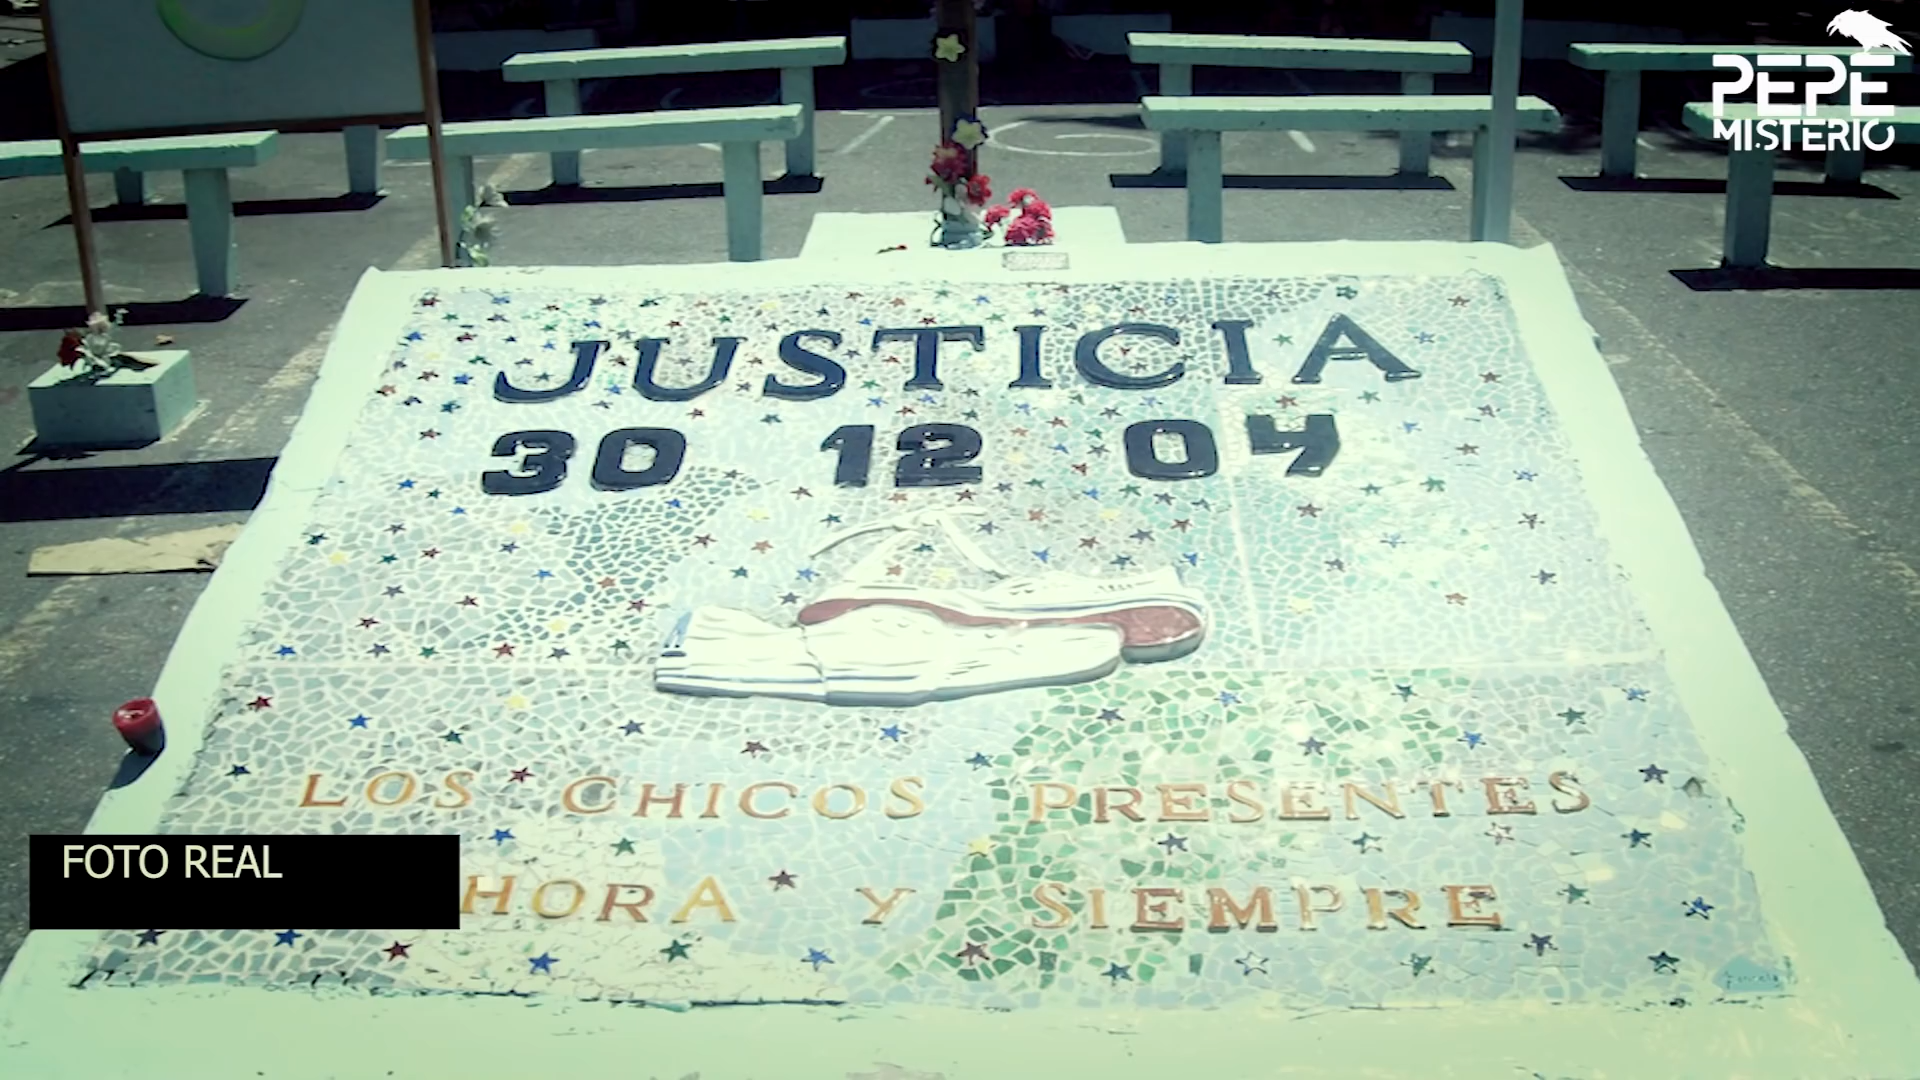 PEPE
MISTERIO
JUSTICIA
30 12 04
LOS CHICOS PRESENTES
HORA Y SIEMPRE
FOTO REAL